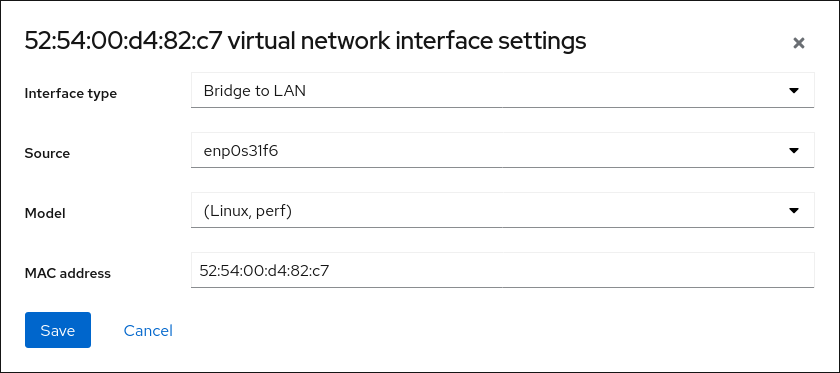 52:54:00:d4:82:c7 virtual network interface settings
Interface type Bridge to LAN
Source enp0s31f6
Model (Linux, perf)
MAC address 52:54:00:d4:82:c7
Save Cancel